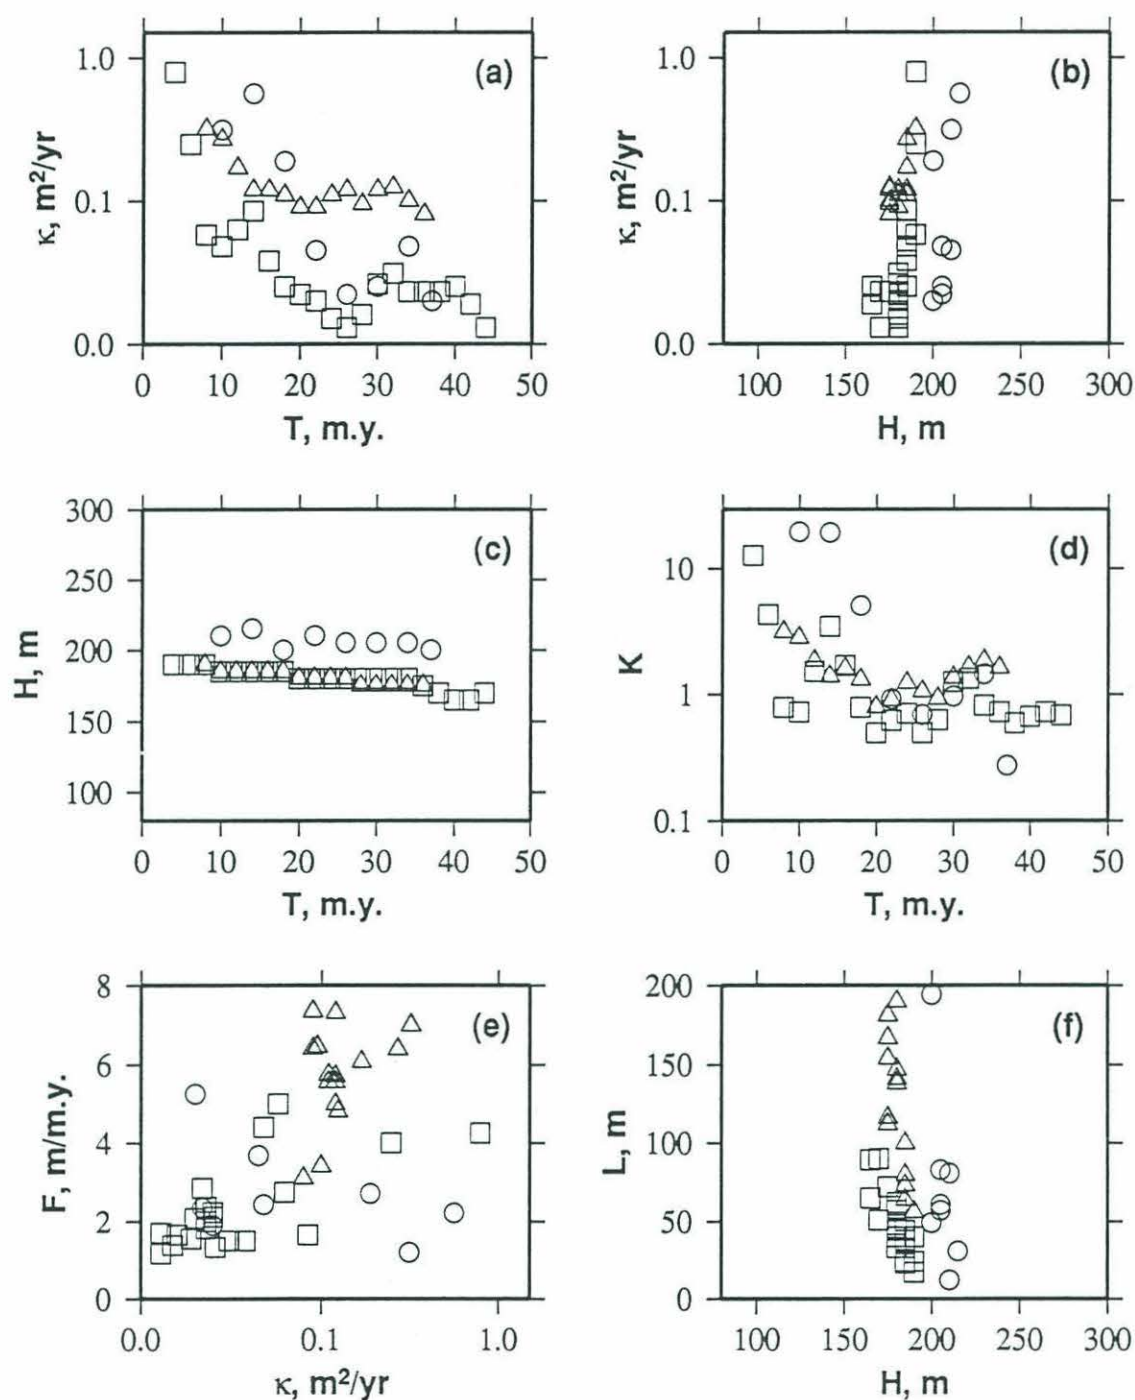 1.0
0.1
0.0
κ, m²/yr
(a)
0 10 20 30 40 50
T, m.y.
1.0
0.1
0.0
κ, m²/yr
(b)
100 150 200 250 300
H, m
300
250
200
150
100
H, m
(c)
0 10 20 30 40 50
T, m.y.
10
1
0.1
K
(d)
0 10 20 30 40 50
T, m.y.
8
6
4
2
0
F, m/m.y.
(e)
0.0 0.1 1.0
κ, m²/yr
200
150
100
50
0
L, m
(f)
100 150 200 250 300
H, m